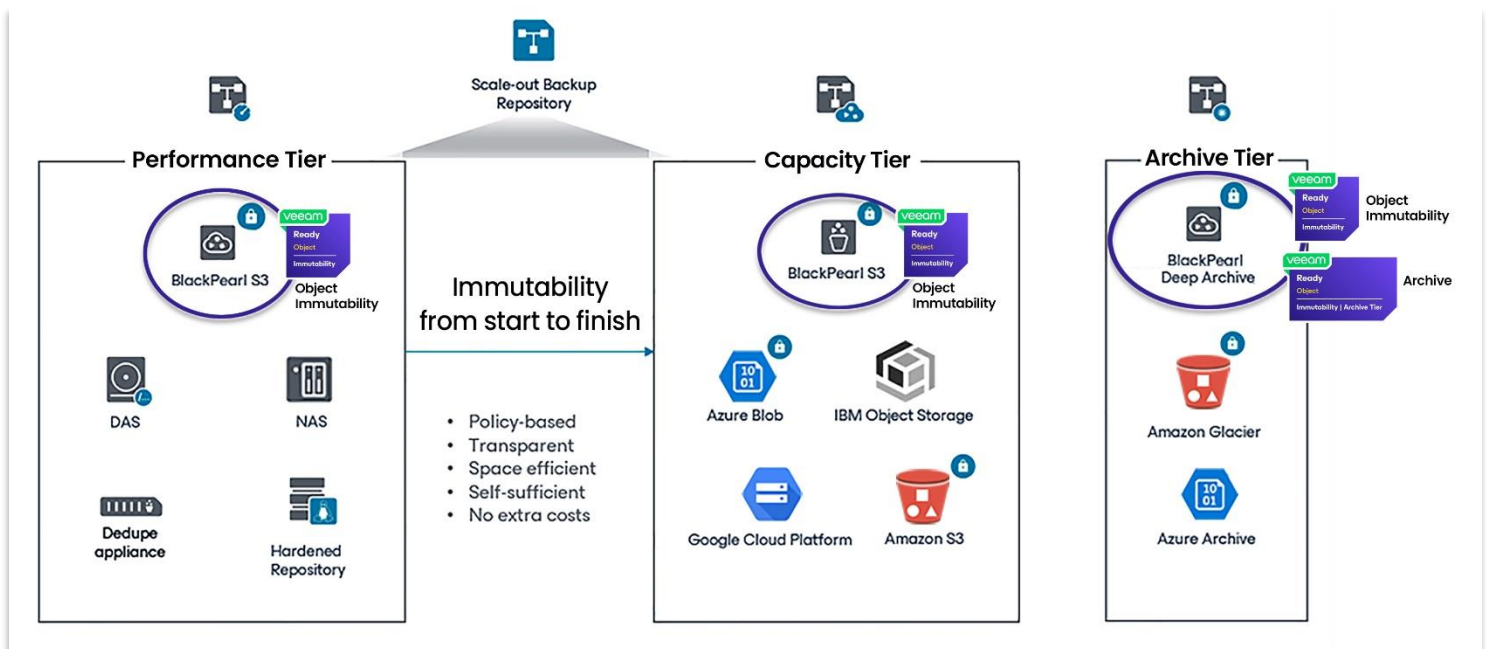 Scale-out Backup
Repository
Performance Tier
BlackPearl S3
veeam
Ready
Object
Immutability
Object
Immutability
DAS
NAS
Dedupe
appliance
Hardened
Repository
Immutability
from start to finish
• Policy-based
• Transparent
• Space efficient
• Self-sufficient
• No extra costs
Capacity Tier
BlackPearl S3
veeam
Ready
Object
Immutability
Object
Immutability
10
01
Azure Blob
IBM Object Storage
Google Cloud Platform
Amazon S3
Archive Tier
BlackPearl
Deep Archive
veeam
Ready
Object
Immutability
Object
Immutability
veeam
Ready
Object
Immutability | Archive Tier
Archive
Amazon Glacier
10
01
Azure Archive